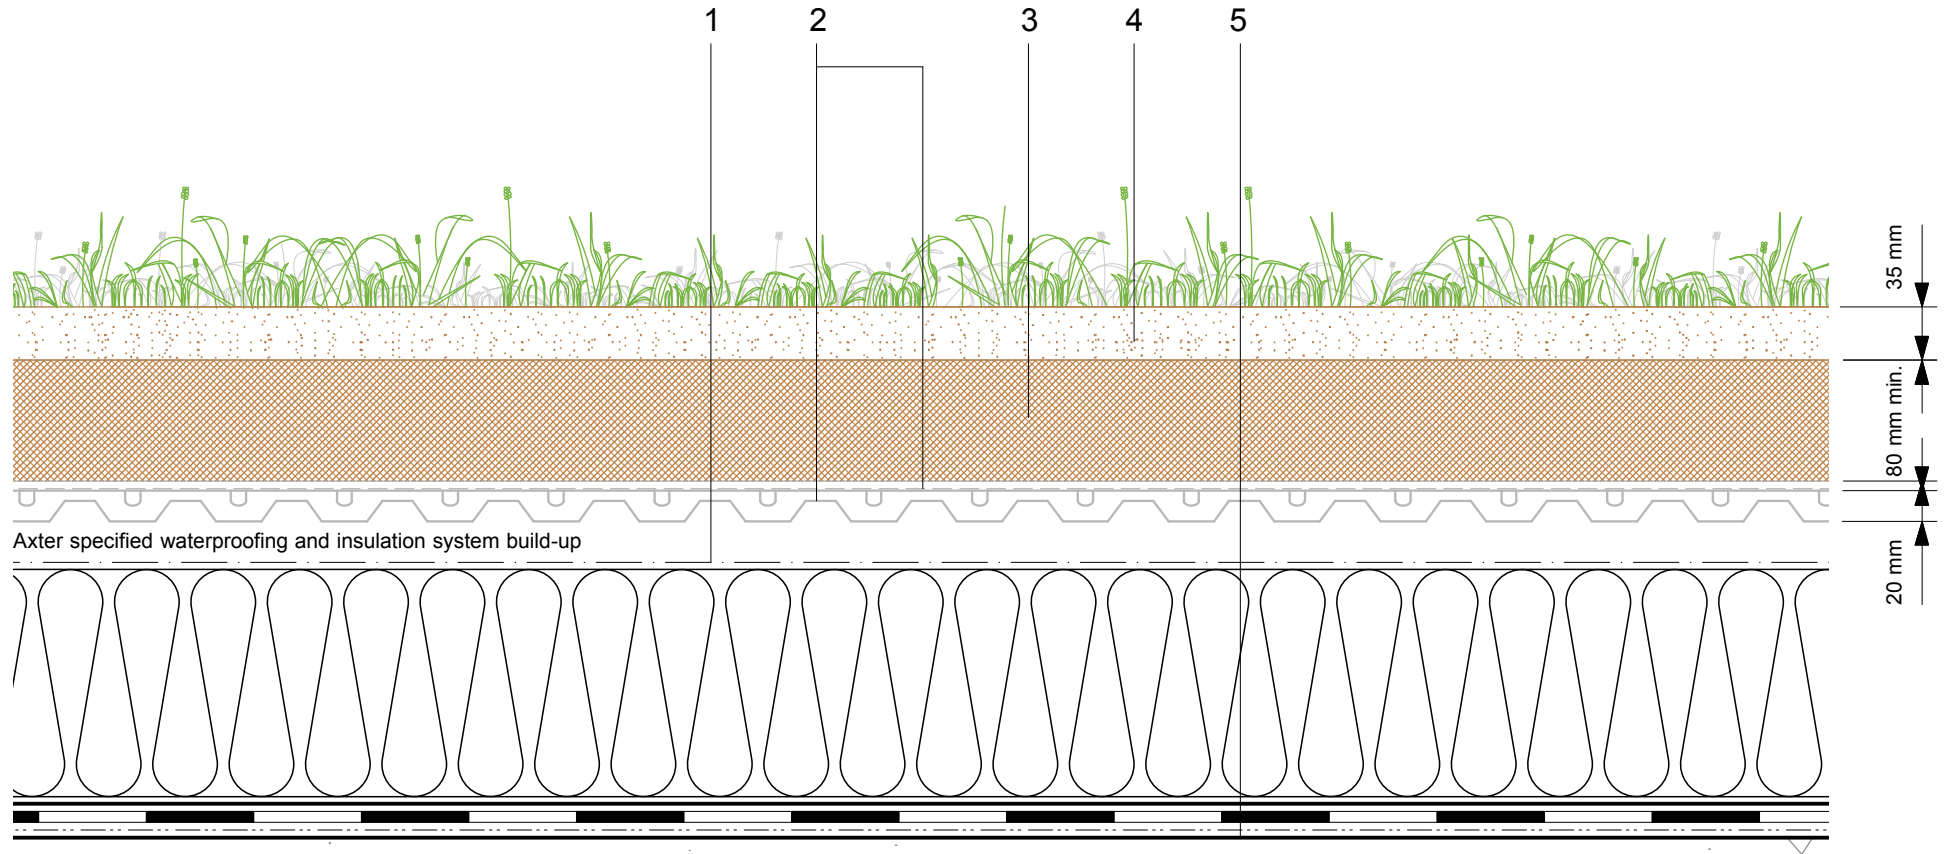 1 2 3 4 5
35 mm
80 mm min.
Axter specified waterproofing and insulation system build-up
20 mm